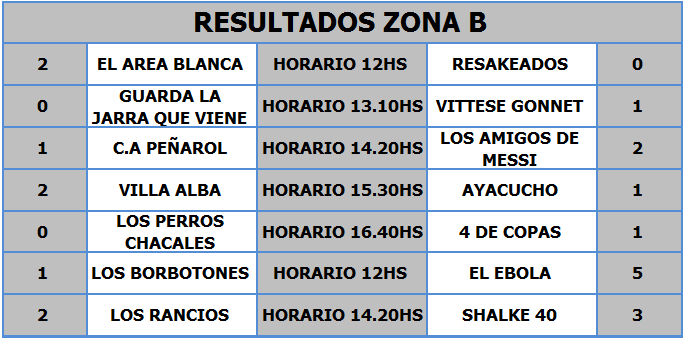 RESULTADOS ZONA B
2 EL AREA BLANCA HORARIO 12HS RESAKEADOS 0
0 GUARDA LA JARRA QUE VIENE HORARIO 13.10HS VITTESE GONNET 1
1 C.A PEÑAROL HORARIO 14.20HS LOS AMIGOS DE MESSI 2
2 VILLA ALBA HORARIO 15.30HS AYACUCHO 1
0 LOS PERROS CHACALES HORARIO 16.40HS 4 DE COPAS 1
1 LOS BORBOTONES HORARIO 12HS EL EBOLA 5
2 LOS RANCIOS HORARIO 14.20HS SHALKE 40 3